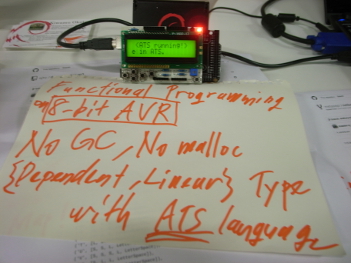 (ATS running!)
m in ATS.
Functional Programming
on 8-bit AVR
No GC, No malloc
{Dependent, Linear} Type
with ATS language